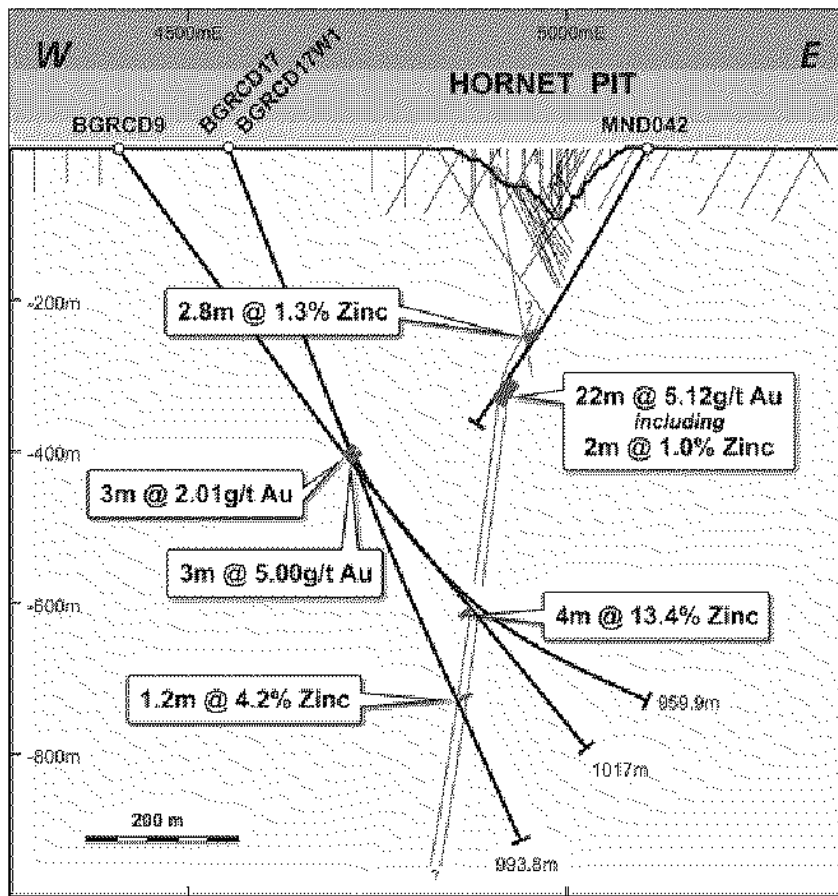 4500mE
5000mE
W
E
HORNET PIT
BGRCD17
BGRCD17W1
BGRCD9
MND042
-200m
?
2.8m @ 1.3% Zinc
22m @ 5.12g/t Au
including
2m @ 1.0% Zinc
-400m
3m @ 2.01g/t Au
3m @ 5.00g/t Au
-600m
4m @ 13.4% Zinc
1.2m @ 4.2% Zinc
959.9m
-800m
1017m
200 m
993.8m
?